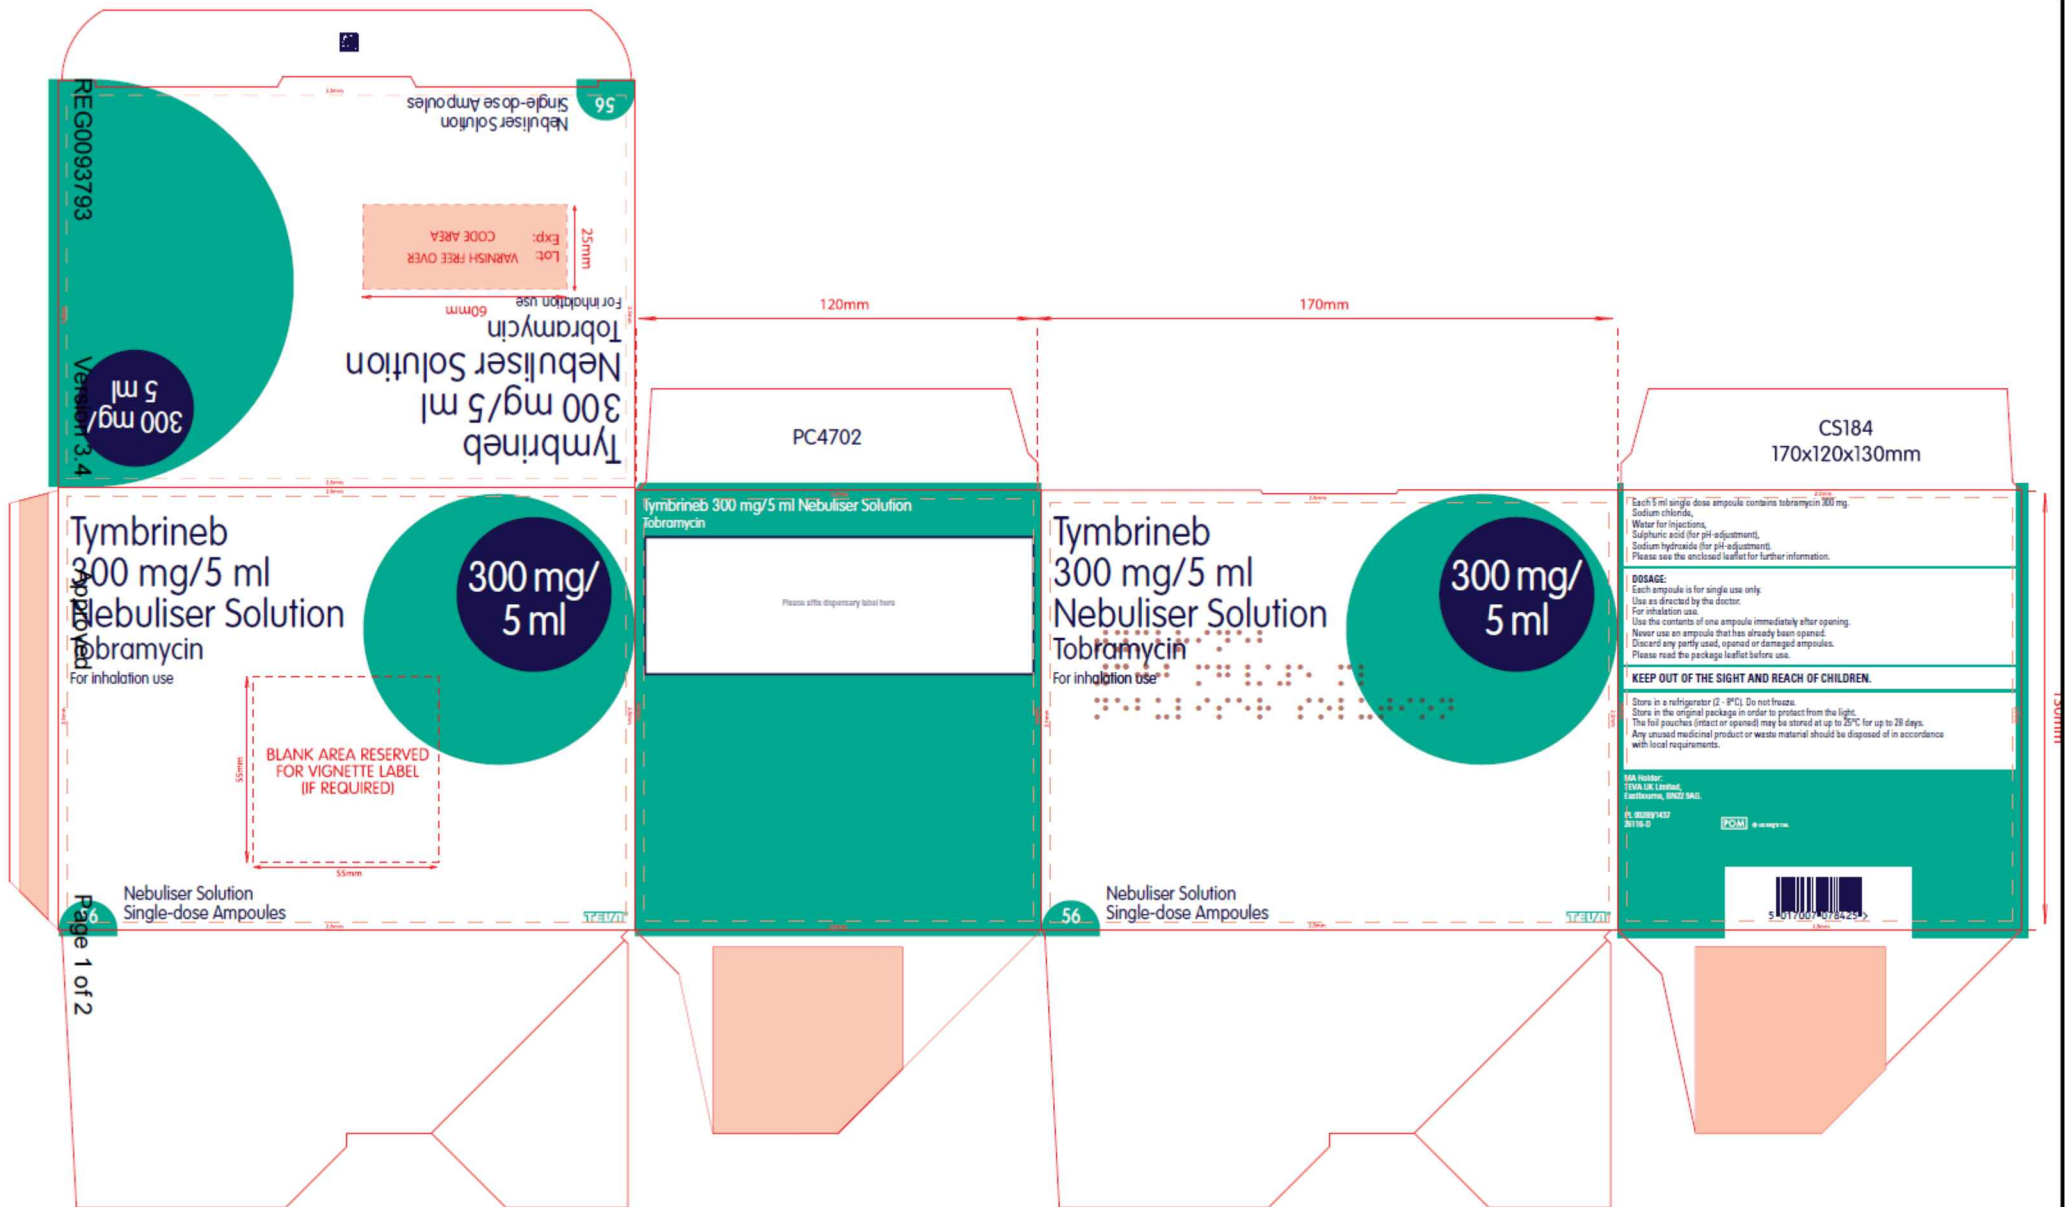 REG0093793
Version 3.4
Approved
Page 1 of 2
56
Nebuliser Solution
Single-dose Ampoules
Lot: VARNISH FREE OVER
Exp: CODE AREA
25mm
60mm
Tymbrineb
300 mg/5 ml
Nebuliser Solution
Tobramycin
For inhalation use
300 mg/
5 ml
Tymbrineb
300 mg/5 ml
Nebuliser Solution
Tobramycin
For inhalation use
300 mg/
5 ml
BLANK AREA RESERVED
FOR VIGNETTE LABEL
(IF REQUIRED)
55mm
55mm
56
Nebuliser Solution
Single-dose Ampoules
TEVA
120mm
170mm
PC4702
Tymbrineb 300 mg/5 ml Nebuliser Solution
Tobramycin
Please affix dispensary label here
Tymbrineb
300 mg/5 ml
Nebuliser Solution
Tobramycin
For inhalation use
300 mg/
5 ml
56
Nebuliser Solution
Single-dose Ampoules
TEVA
CS184
170x120x130mm
Each 5 ml single dose ampoule contains tobramycin 300 mg.
Sodium chloride,
Water for Injections,
Sulphuric acid (for pH-adjustment),
Sodium hydroxide (for pH-adjustment).
Please see the enclosed leaflet for further information.
DOSAGE:
Each ampoule is for single use only.
Use as directed by the doctor.
For inhalation use.
Use the contents of one ampoule immediately after opening.
Never use an ampoule that has already been opened.
Discard any partly used, opened or damaged ampoules.
Please read the package leaflet before use.
KEEP OUT OF THE SIGHT AND REACH OF CHILDREN.
Store in a refrigerator (2 - 8°C). Do not freeze.
Store in the original package in order to protect from the light.
The foil pouches (intact or opened) may be stored at up to 25°C for up to 28 days.
Any unused medicinal product or waste material should be disposed of in accordance
with local requirements.
MA Holder:
TEVA UK Limited,
Eastbourne, BN22 9AG.
PL 00289/1437
26116-D
POM
5 017007 078425 >
130mm